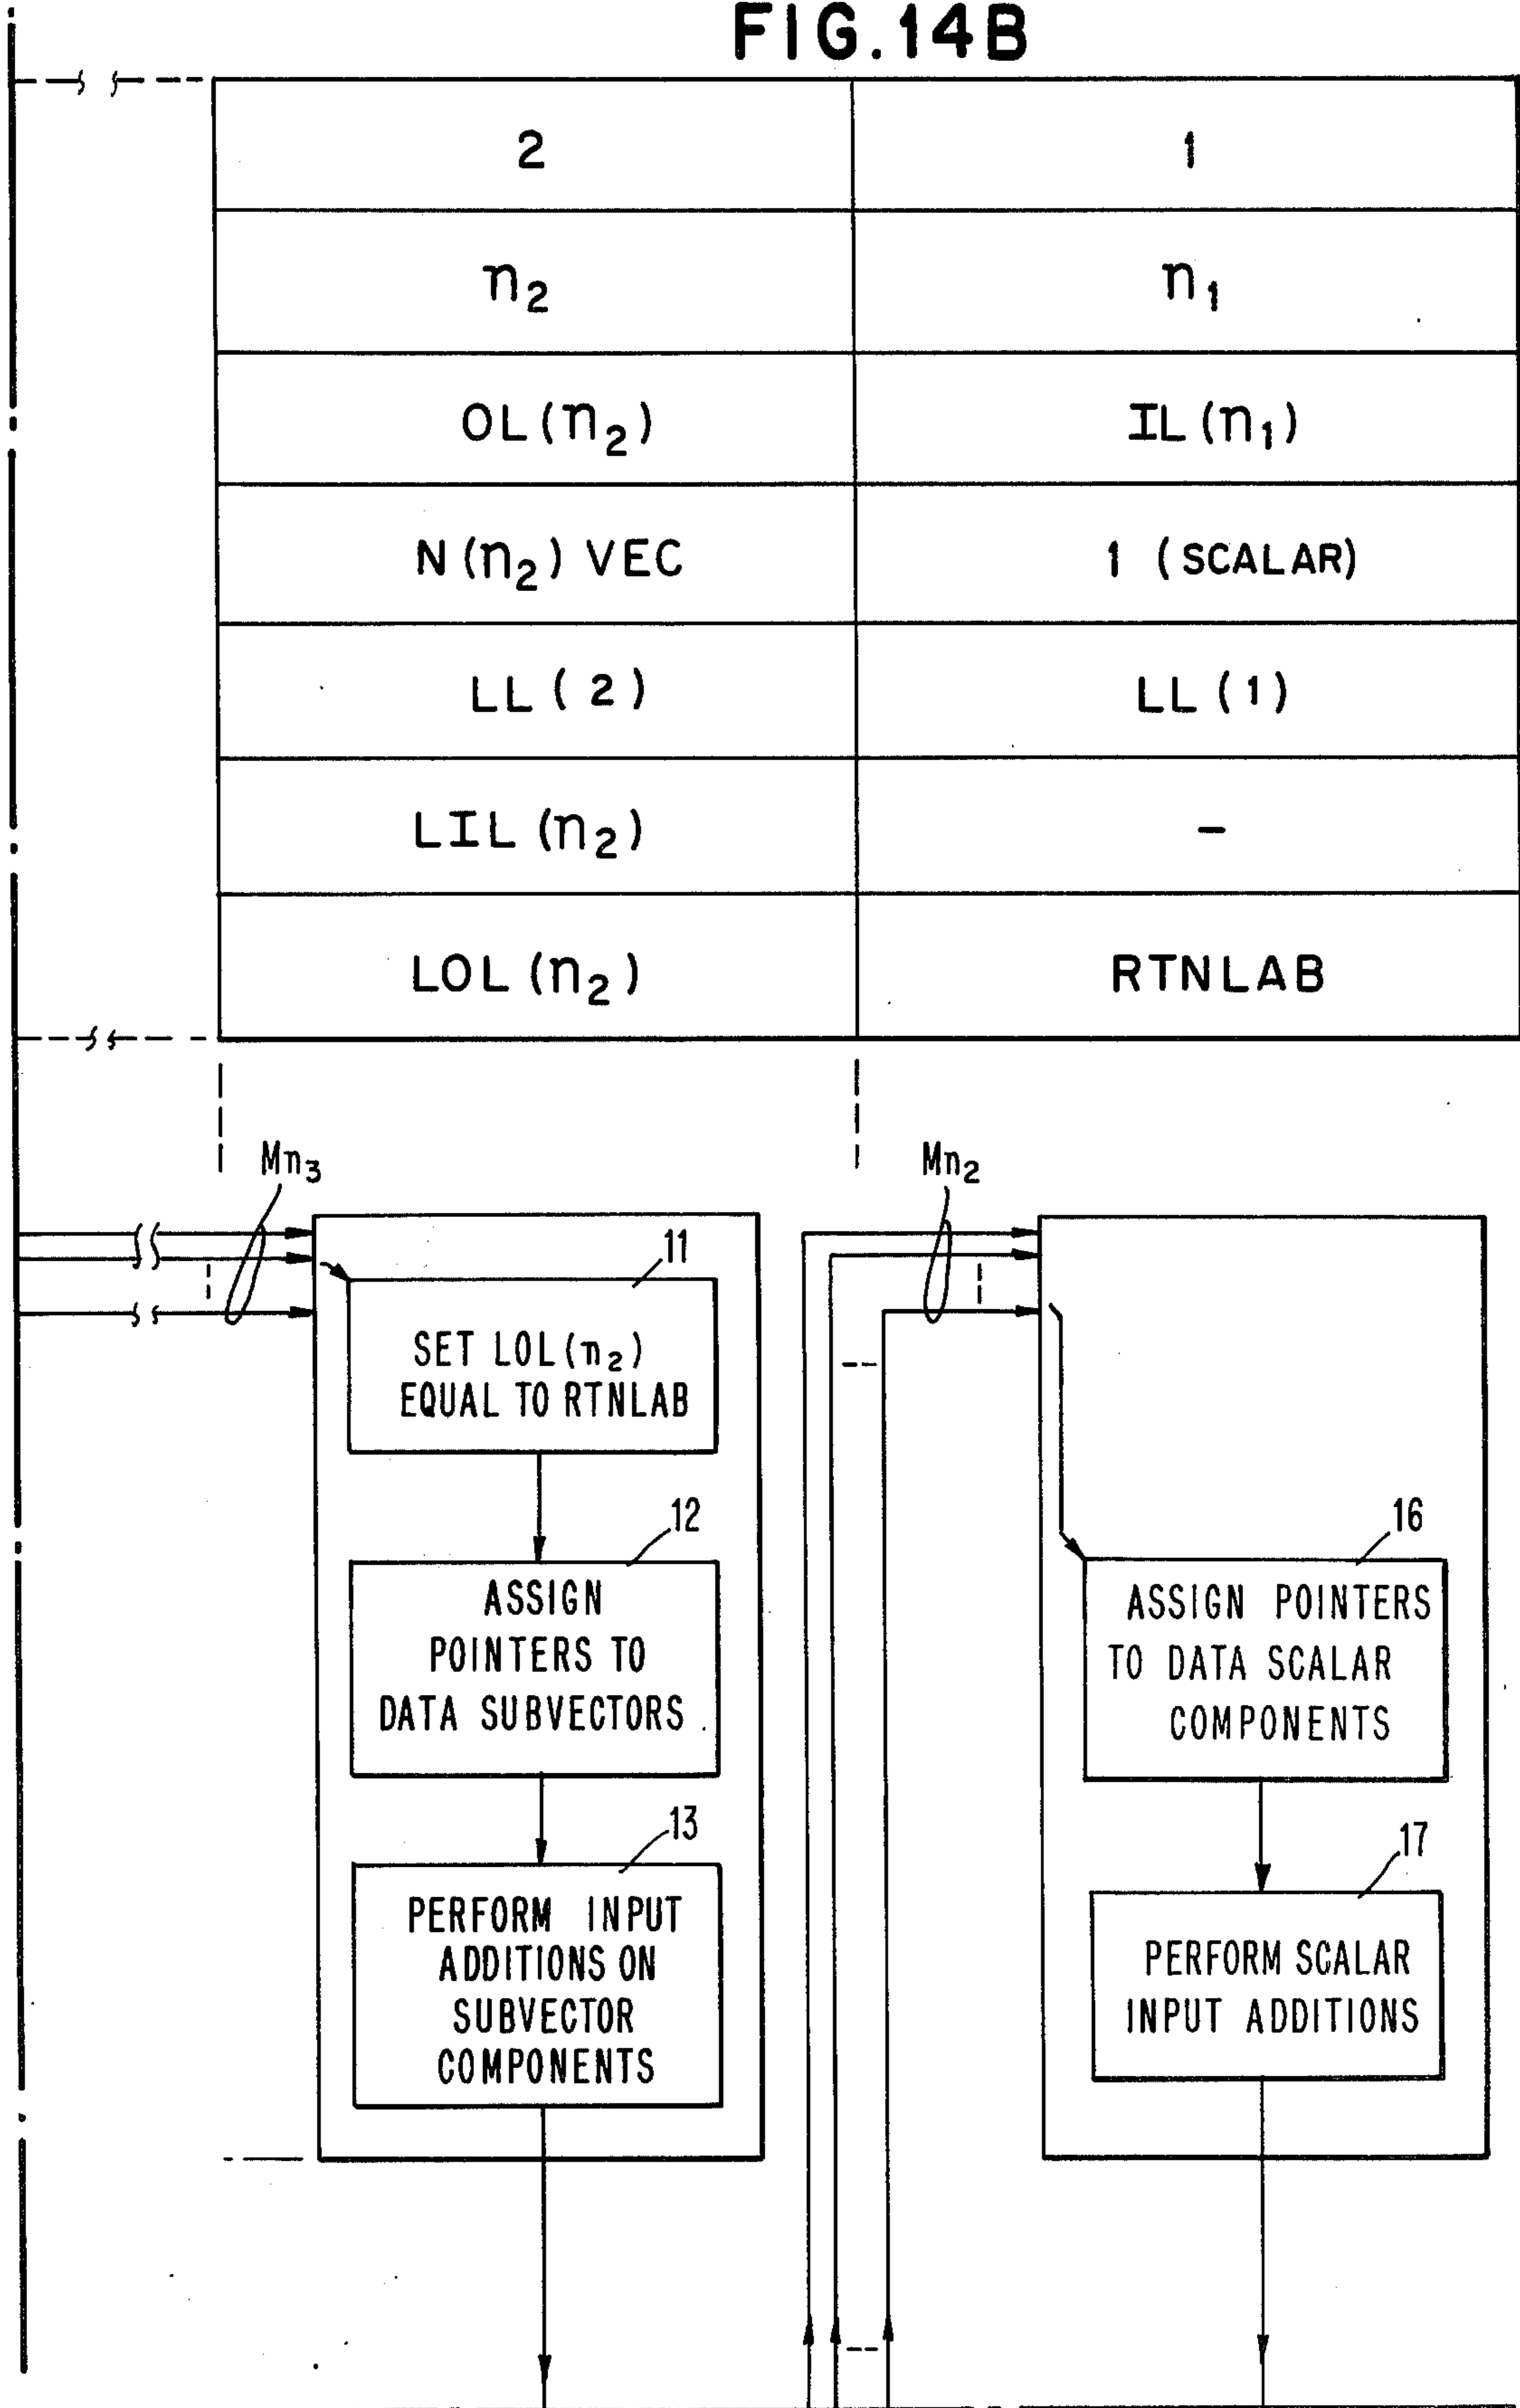 FIG.14B
2 1
n₂ n₁
OL(n₂) IL(n₁)
N(n₂) VEC 1 (SCALAR)
LL(2) LL(1)
LIL(n₂) –
LOL(n₂) RTNLAB
Mn₃
Mn₂
11
SET LOL(n₂)
EQUAL TO RTNLAB
12
ASSIGN
POINTERS TO
DATA SUBVECTORS
13
PERFORM INPUT
ADDITIONS ON
SUBVECTOR
COMPONENTS
16
ASSIGN POINTERS
TO DATA SCALAR
COMPONENTS
17
PERFORM SCALAR
INPUT ADDITIONS